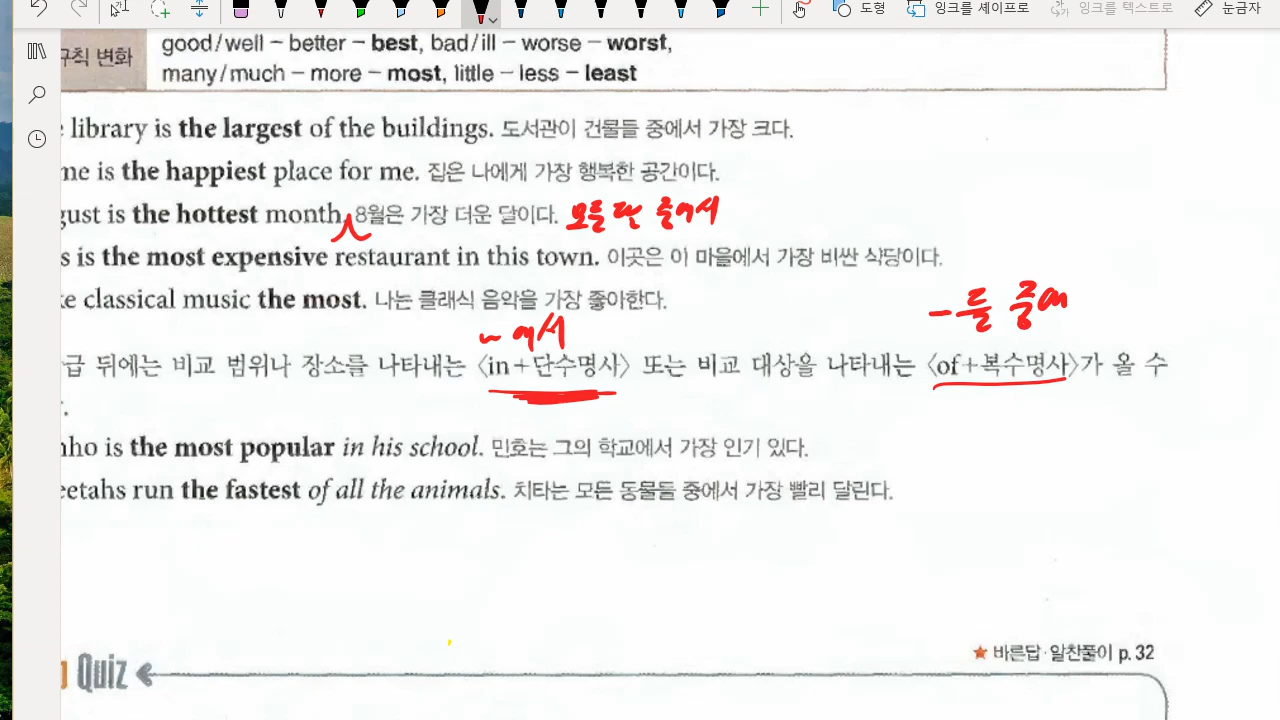 도형 잉크를 셰이프로 잉크를 텍스트로 눈금자
구칙 변화
good/well – better – best, bad/ill – worse – worst,
many/much – more – most, little – less – least
library is the largest of the buildings. 도서관이 건물들 중에서 가장 크다.
me is the happiest place for me. 집은 나에게 가장 행복한 공간이다.
gust is the hottest month. 8월은 가장 더운 달이다. 모든 달 중에서
s is the most expensive restaurant in this town. 이곳은 이 마을에서 가장 비싼 식당이다.
ke classical music the most. 나는 클래식 음악을 가장 좋아한다.
~에서 ~들 중에
급 뒤에는 비교 범위나 장소를 나타내는 〈in+단수명사〉 또는 비교 대상을 나타내는 〈of+복수명사〉가 올 수
.
nho is the most popular in his school. 민호는 그의 학교에서 가장 인기 있다.
eetahs run the fastest of all the animals. 치타는 모든 동물들 중에서 가장 빨리 달린다.
★ 바른답·알찬풀이 p. 32
Quiz